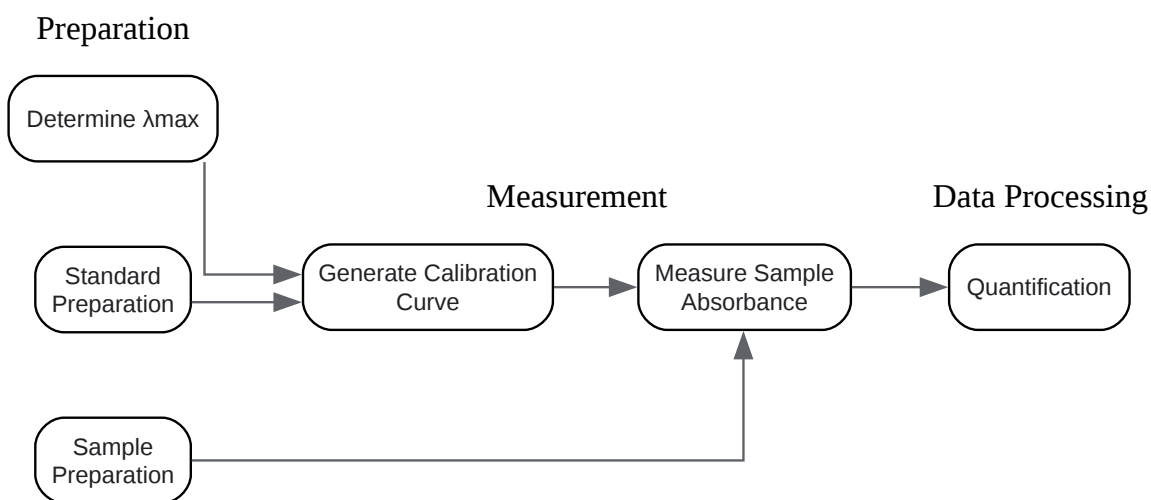 Preparation
Determine λmax
Measurement
Data Processing
Standard
Preparation
Generate Calibration
Curve
Measure Sample
Absorbance
Quantification
Sample
Preparation